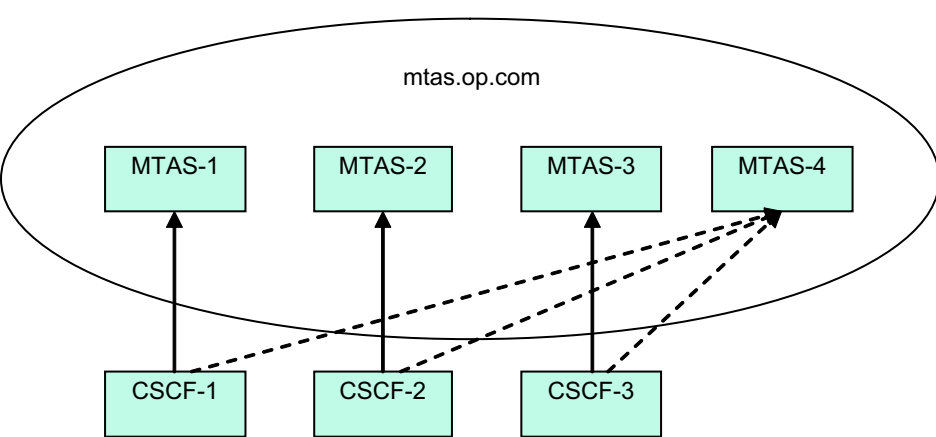 mtas.op.com
MTAS-1 MTAS-2 MTAS-3 MTAS-4
CSCF-1 CSCF-2 CSCF-3